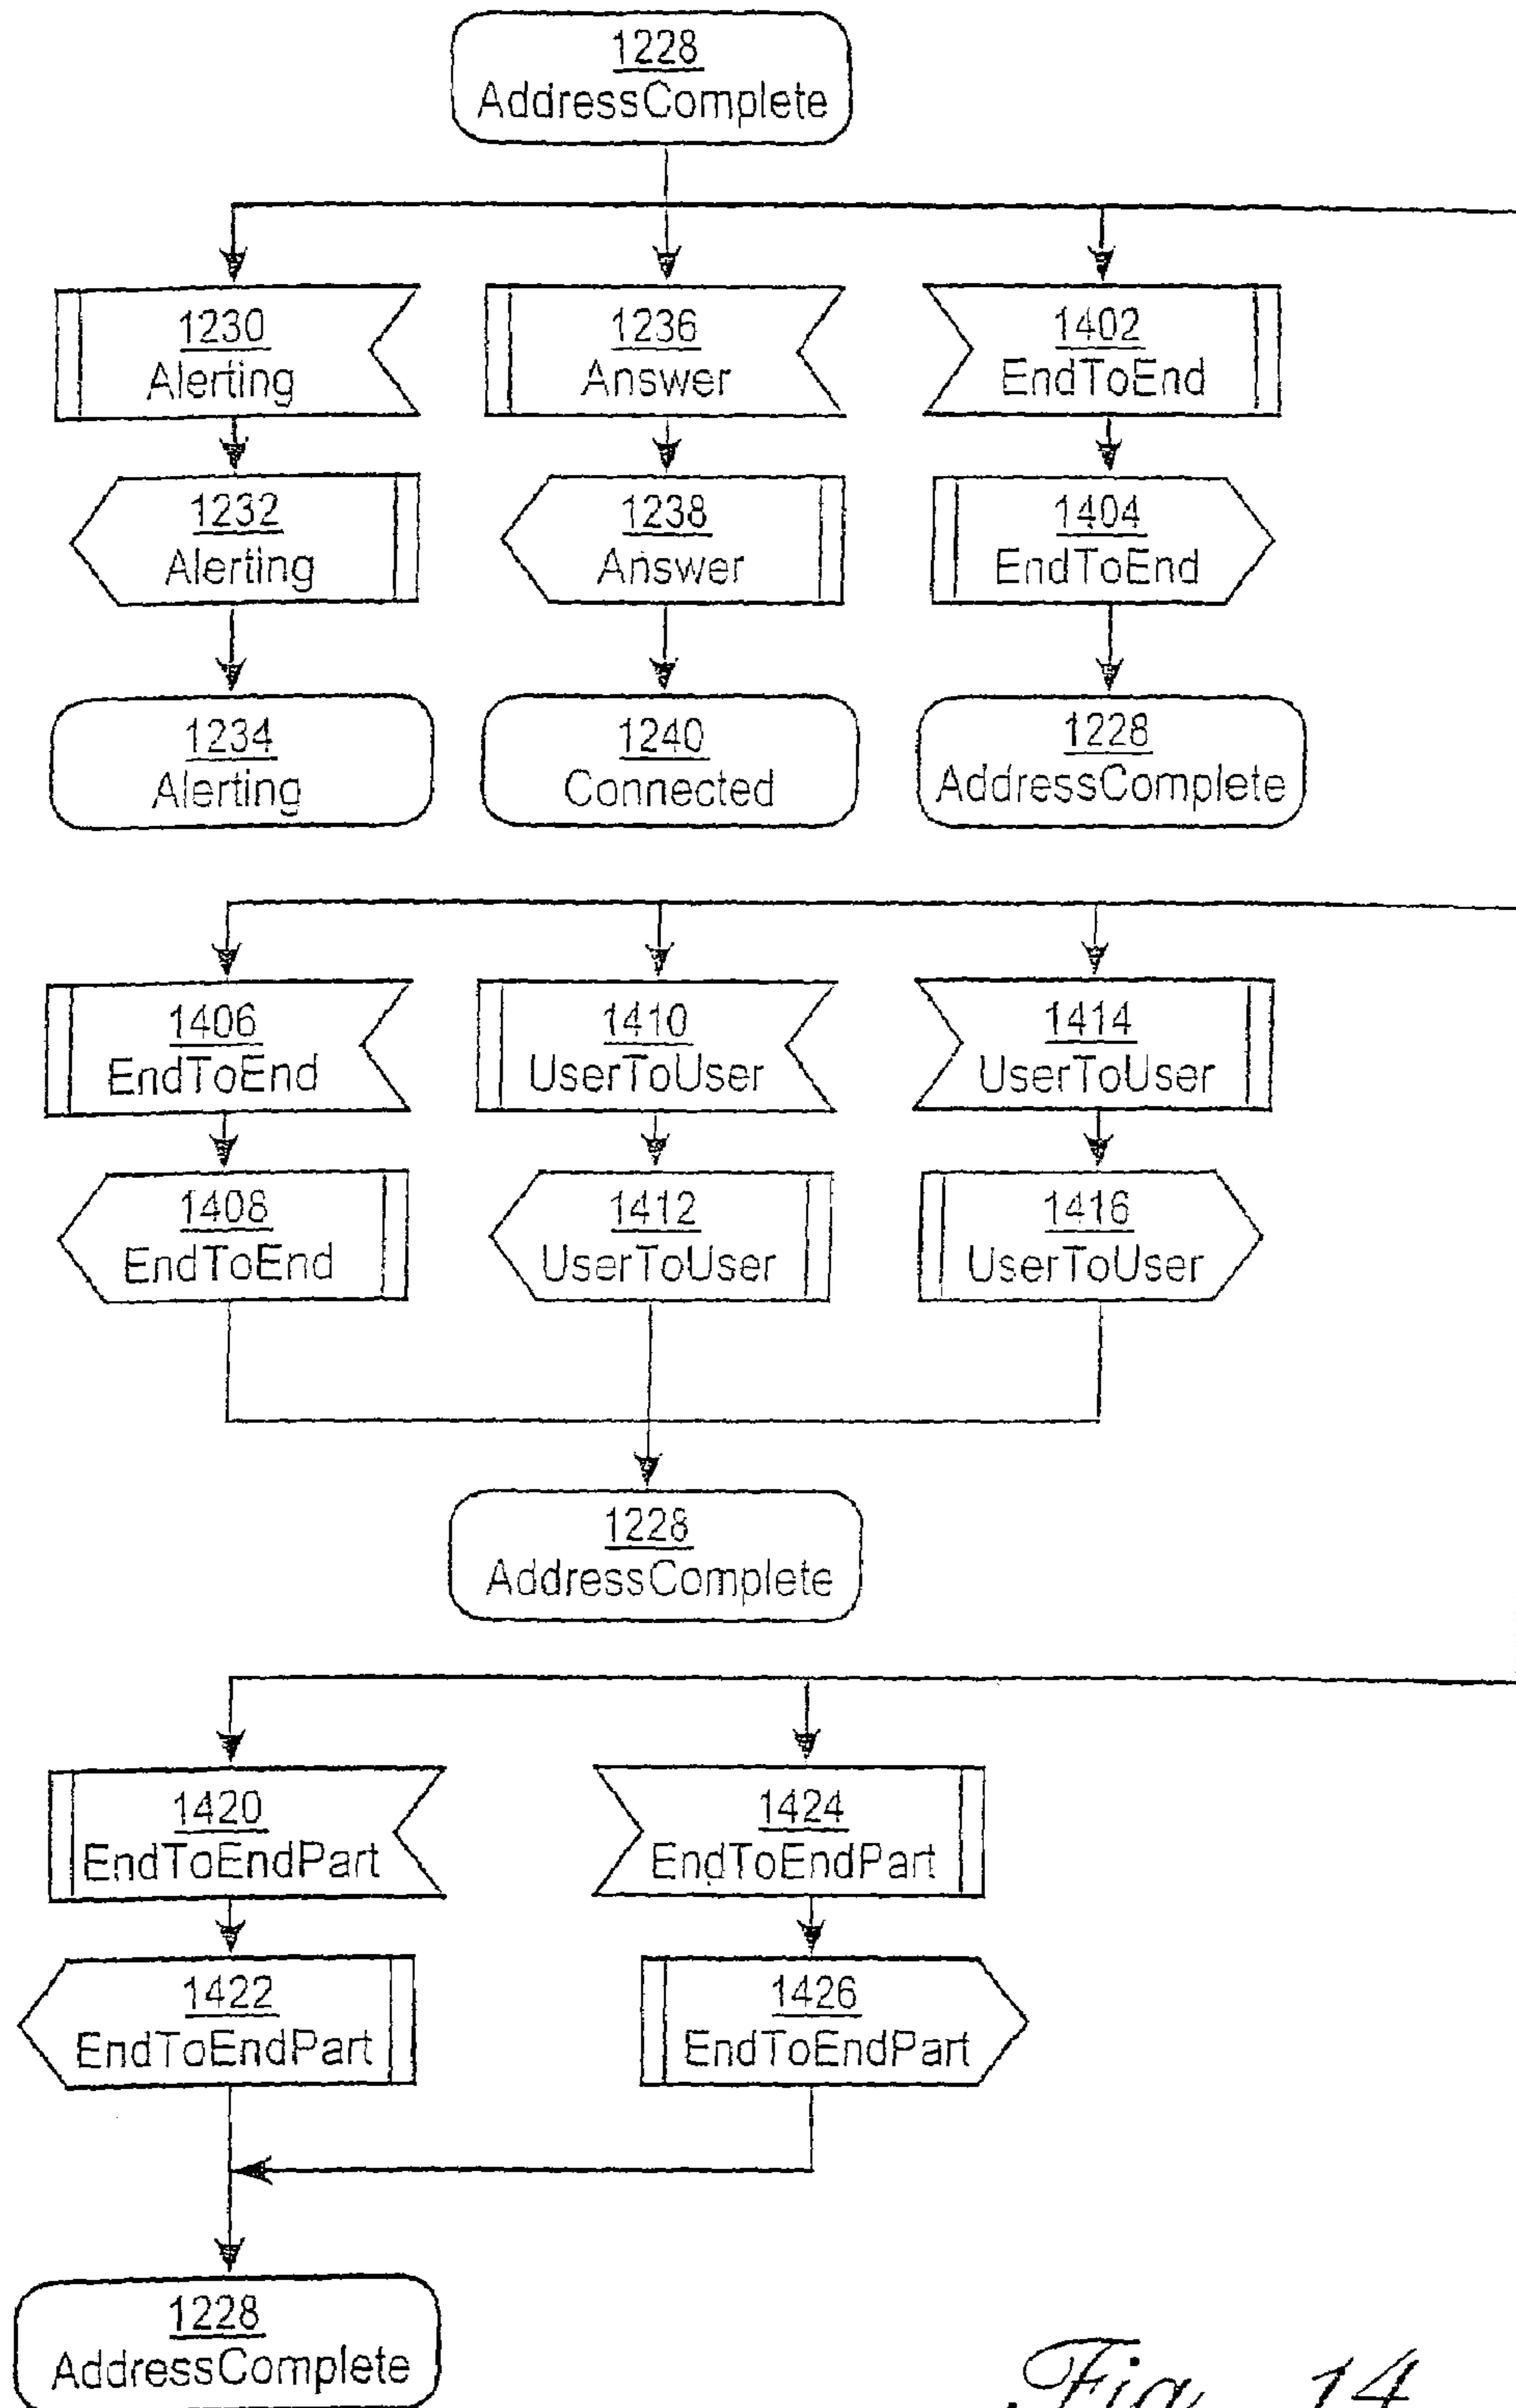 1228
AddressComplete
1230
Alerting
1236
Answer
1402
EndToEnd
1232
Alerting
1238
Answer
1404
EndToEnd
1234
Alerting
1240
Connected
1228
AddressComplete
1406
EndToEnd
1410
UserToUser
1414
UserToUser
1408
EndToEnd
1412
UserToUser
1416
UserToUser
1228
AddressComplete
1420
EndToEndPart
1424
EndToEndPart
1422
EndToEndPart
1426
EndToEndPart
1228
AddressComplete
Fig. 14